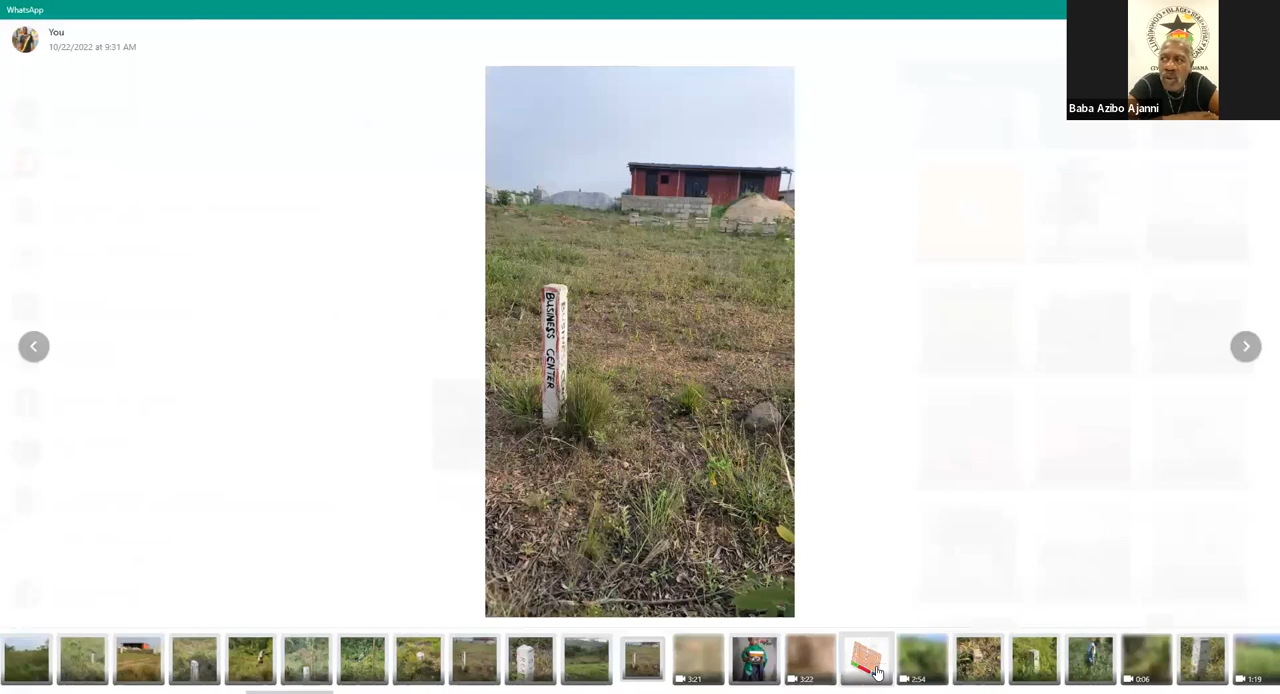 WhatsApp
You
10/22/2022 at 9:31 AM
Baba Azibo Ajanni
BUSINESS CENTER
3:21
3:22
2:54
0:06
1:19